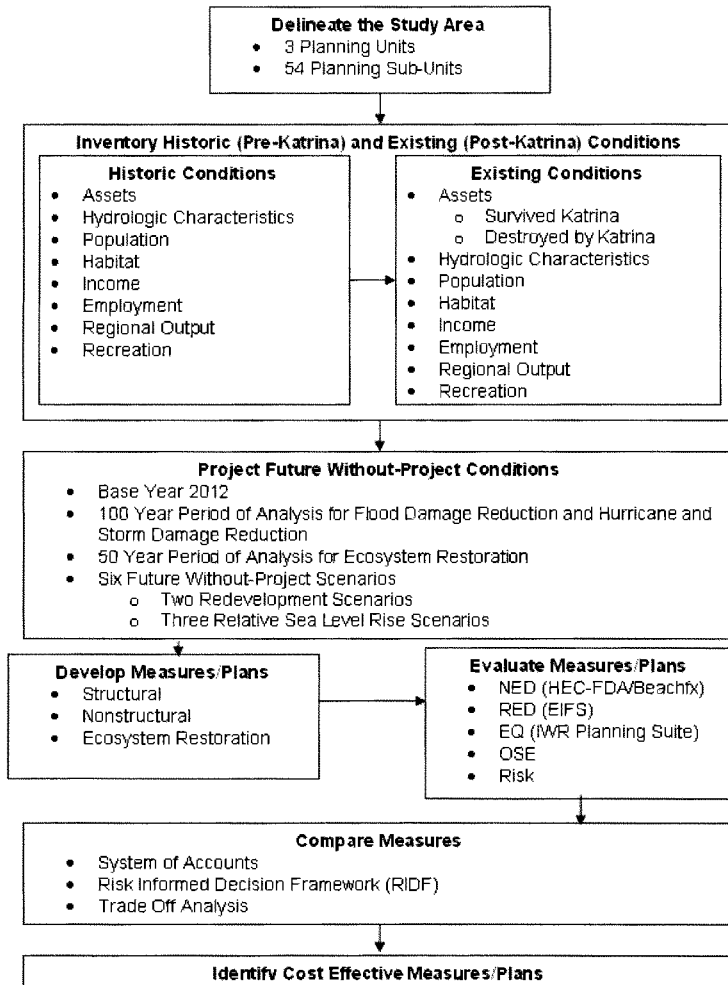 Delineate the Study Area
• 3 Planning Units
• 54 Planning Sub-Units
Inventory Historic (Pre-Katrina) and Existing (Post-Katrina) Conditions
Historic Conditions
• Assets
• Hydrologic Characteristics
• Population
• Habitat
• Income
• Employment
• Regional Output
• Recreation
Existing Conditions
• Assets
o Survived Katrina
o Destroyed by Katrina
• Hydrologic Characteristics
• Population
• Habitat
• Income
• Employment
• Regional Output
• Recreation
Project Future Without-Project Conditions
• Base Year 2012
• 100 Year Period of Analysis for Flood Damage Reduction and Hurricane and
Storm Damage Reduction
• 50 Year Period of Analysis for Ecosystem Restoration
• Six Future Without-Project Scenarios
o Two Redevelopment Scenarios
o Three Relative Sea Level Rise Scenarios
Develop Measures/Plans
• Structural
• Nonstructural
• Ecosystem Restoration
Evaluate Measures/Plans
• NED (HEC-FDA/Beachfx)
• RED (EIFS)
• EQ (IWR Planning Suite)
• OSE
• Risk
Compare Measures
• System of Accounts
• Risk Informed Decision Framework (RIDF)
• Trade Off Analysis
Identify Cost Effective Measures/Plans